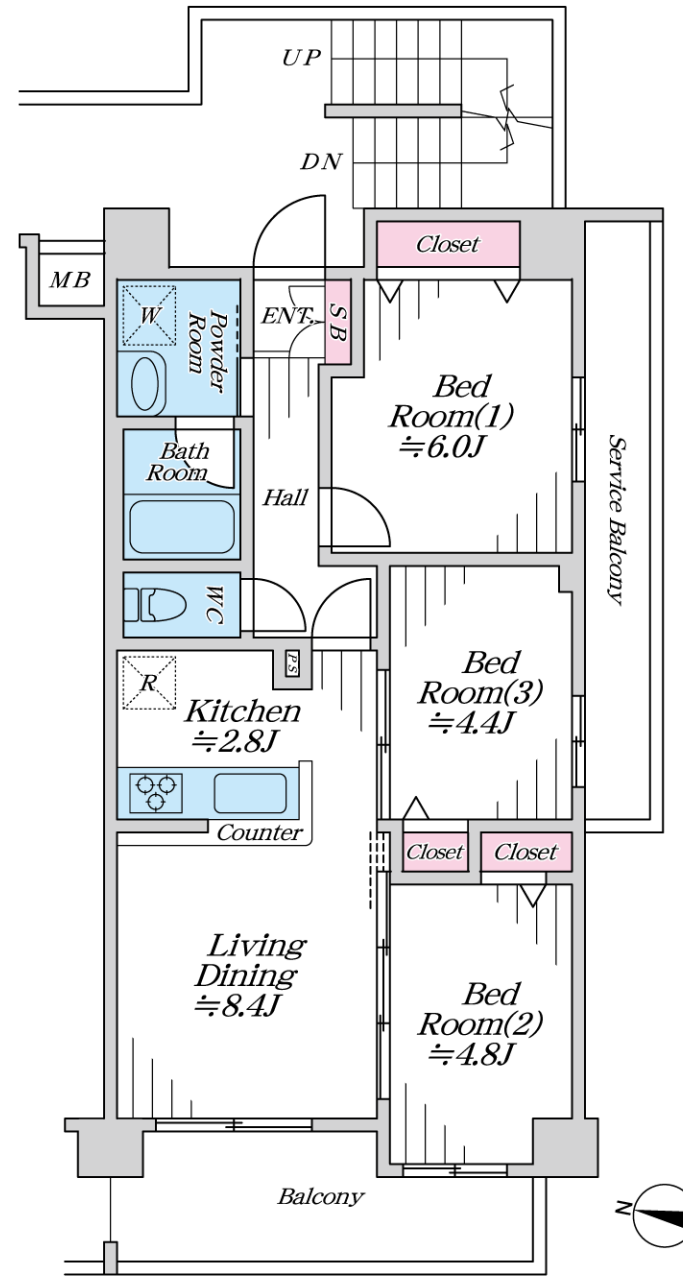 UP
DN
Closet
MB
W
Powder
Room
ENT.
SB
Bed
Room(1)
≒6.0J
Bath
Room
Hall
Service Balcony
WC
PS
R
Kitchen
≒2.8J
Bed
Room(3)
≒4.4J
Counter
Closet
Closet
Living
Dining
≒8.4J
Bed
Room(2)
≒4.8J
Balcony
N